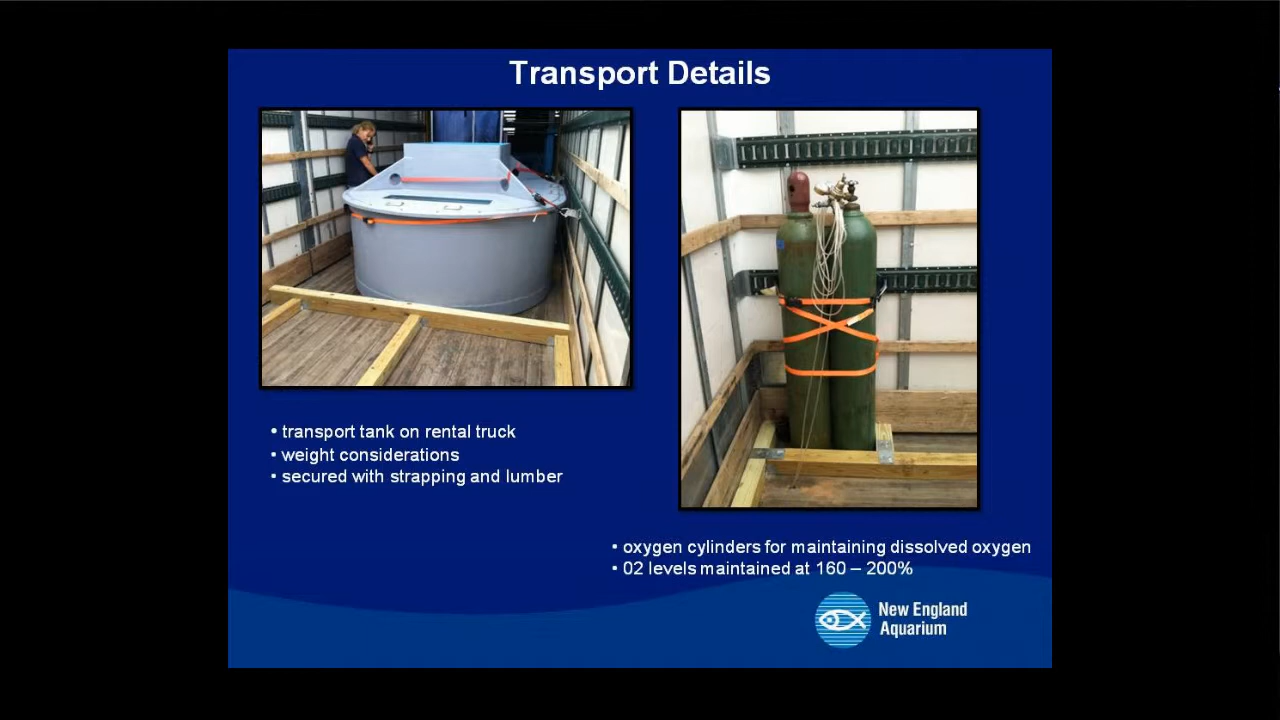 Transport Details
• transport tank on rental truck
• weight considerations
• secured with strapping and lumber
• oxygen cylinders for maintaining dissolved oxygen
• 02 levels maintained at 160 – 200%
New England
Aquarium